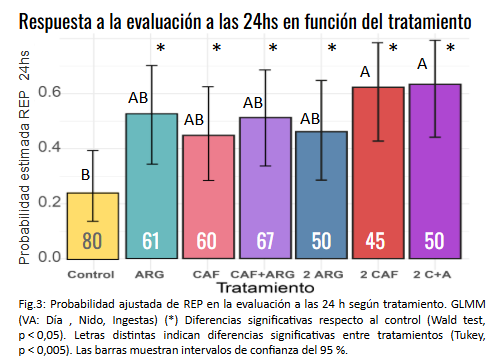 Respuesta a la evaluación a las 24hs en función del tratamiento
* * * * * *
A A
AB AB AB AB
B
Probabilidad estimada REP 24hs
0.6
0.4
0.2
0.0
80 61 60 67 50 45 50
Control ARG CAF CAF+ARG 2 ARG 2 CAF 2 C+A
Tratamiento
Fig.3: Probabilidad ajustada de REP en la evaluación a las 24 h según tratamiento. GLMM
(VA: Día , Nido, Ingestas) (*) Diferencias significativas respecto al control (Wald test,
p < 0,05). Letras distintas indican diferencias significativas entre tratamientos (Tukey,
p < 0,005). Las barras muestran intervalos de confianza del 95 %.